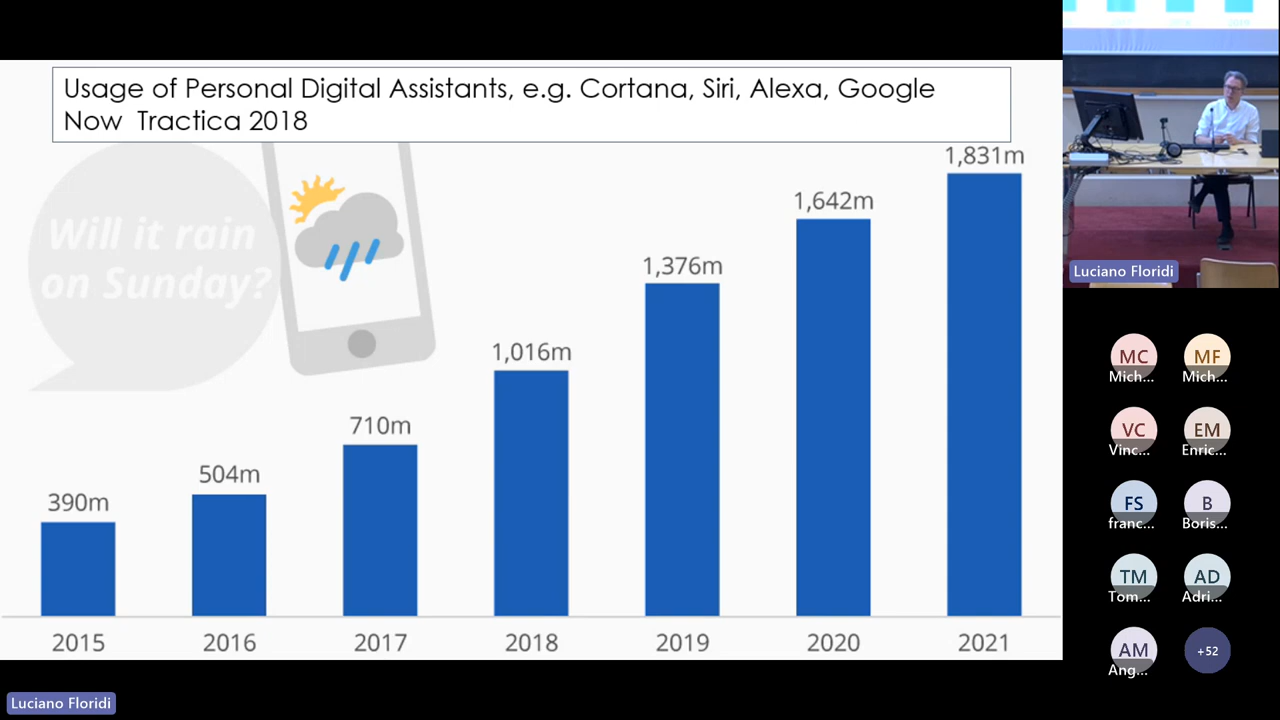 Usage of Personal Digital Assistants, e.g. Cortana, Siri, Alexa, Google
Now Tractica 2018
Will it rain
on Sunday?
390m
504m
710m
1,016m
1,376m
1,642m
1,831m
2015
2016
2017
2018
2019
2020
2021
Luciano Floridi
Luciano Floridi
MC
Mich...
MF
Mich...
VC
Vinc...
EM
Enric...
FS
franc...
B
Boris...
TM
Tom...
AD
Adri...
AM
Ang...
+52